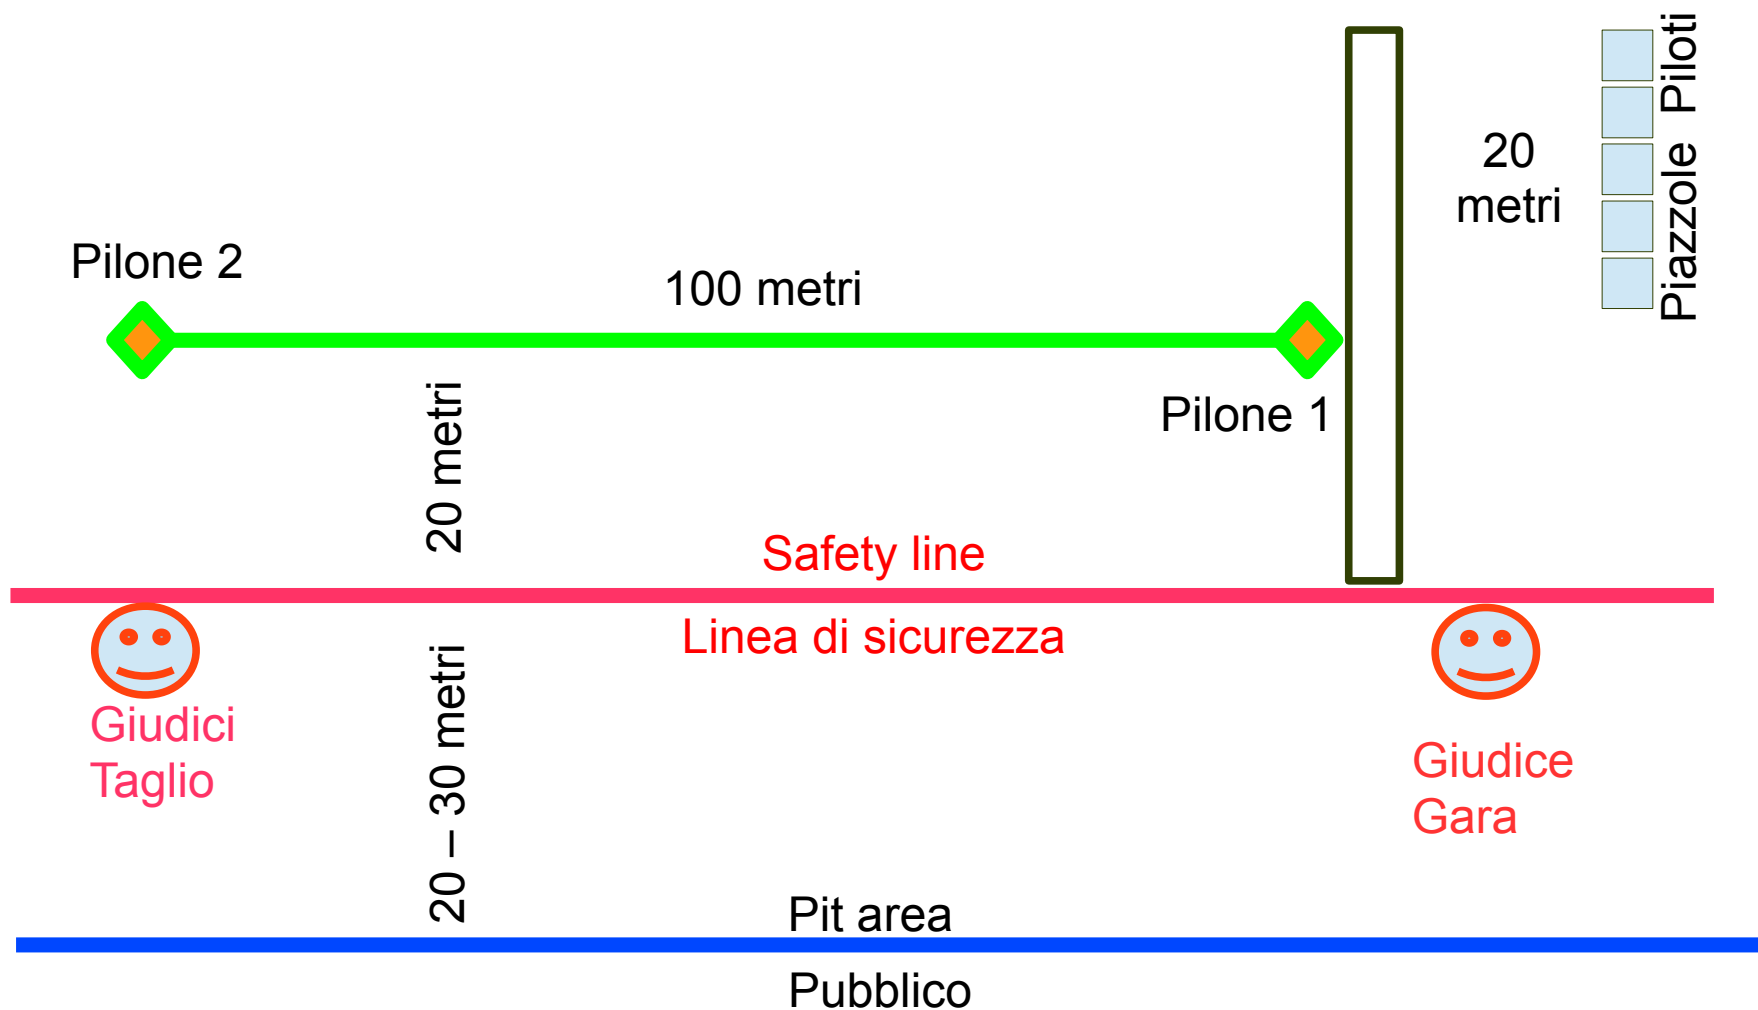 Piazzole Piloti
20
metri
Pilone 2
100 metri
Pilone 1
20 metri
Safety line
Linea di sicurezza
20 – 30 metri
Giudici
Taglio
Giudice
Gara
Pit area
Pubblico